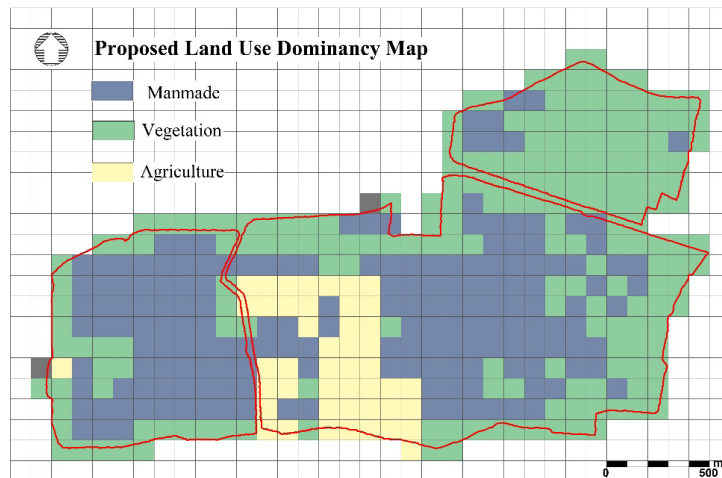 Proposed Land Use Dominancy Map
Manmade
Vegetation
Agriculture
m
0 500